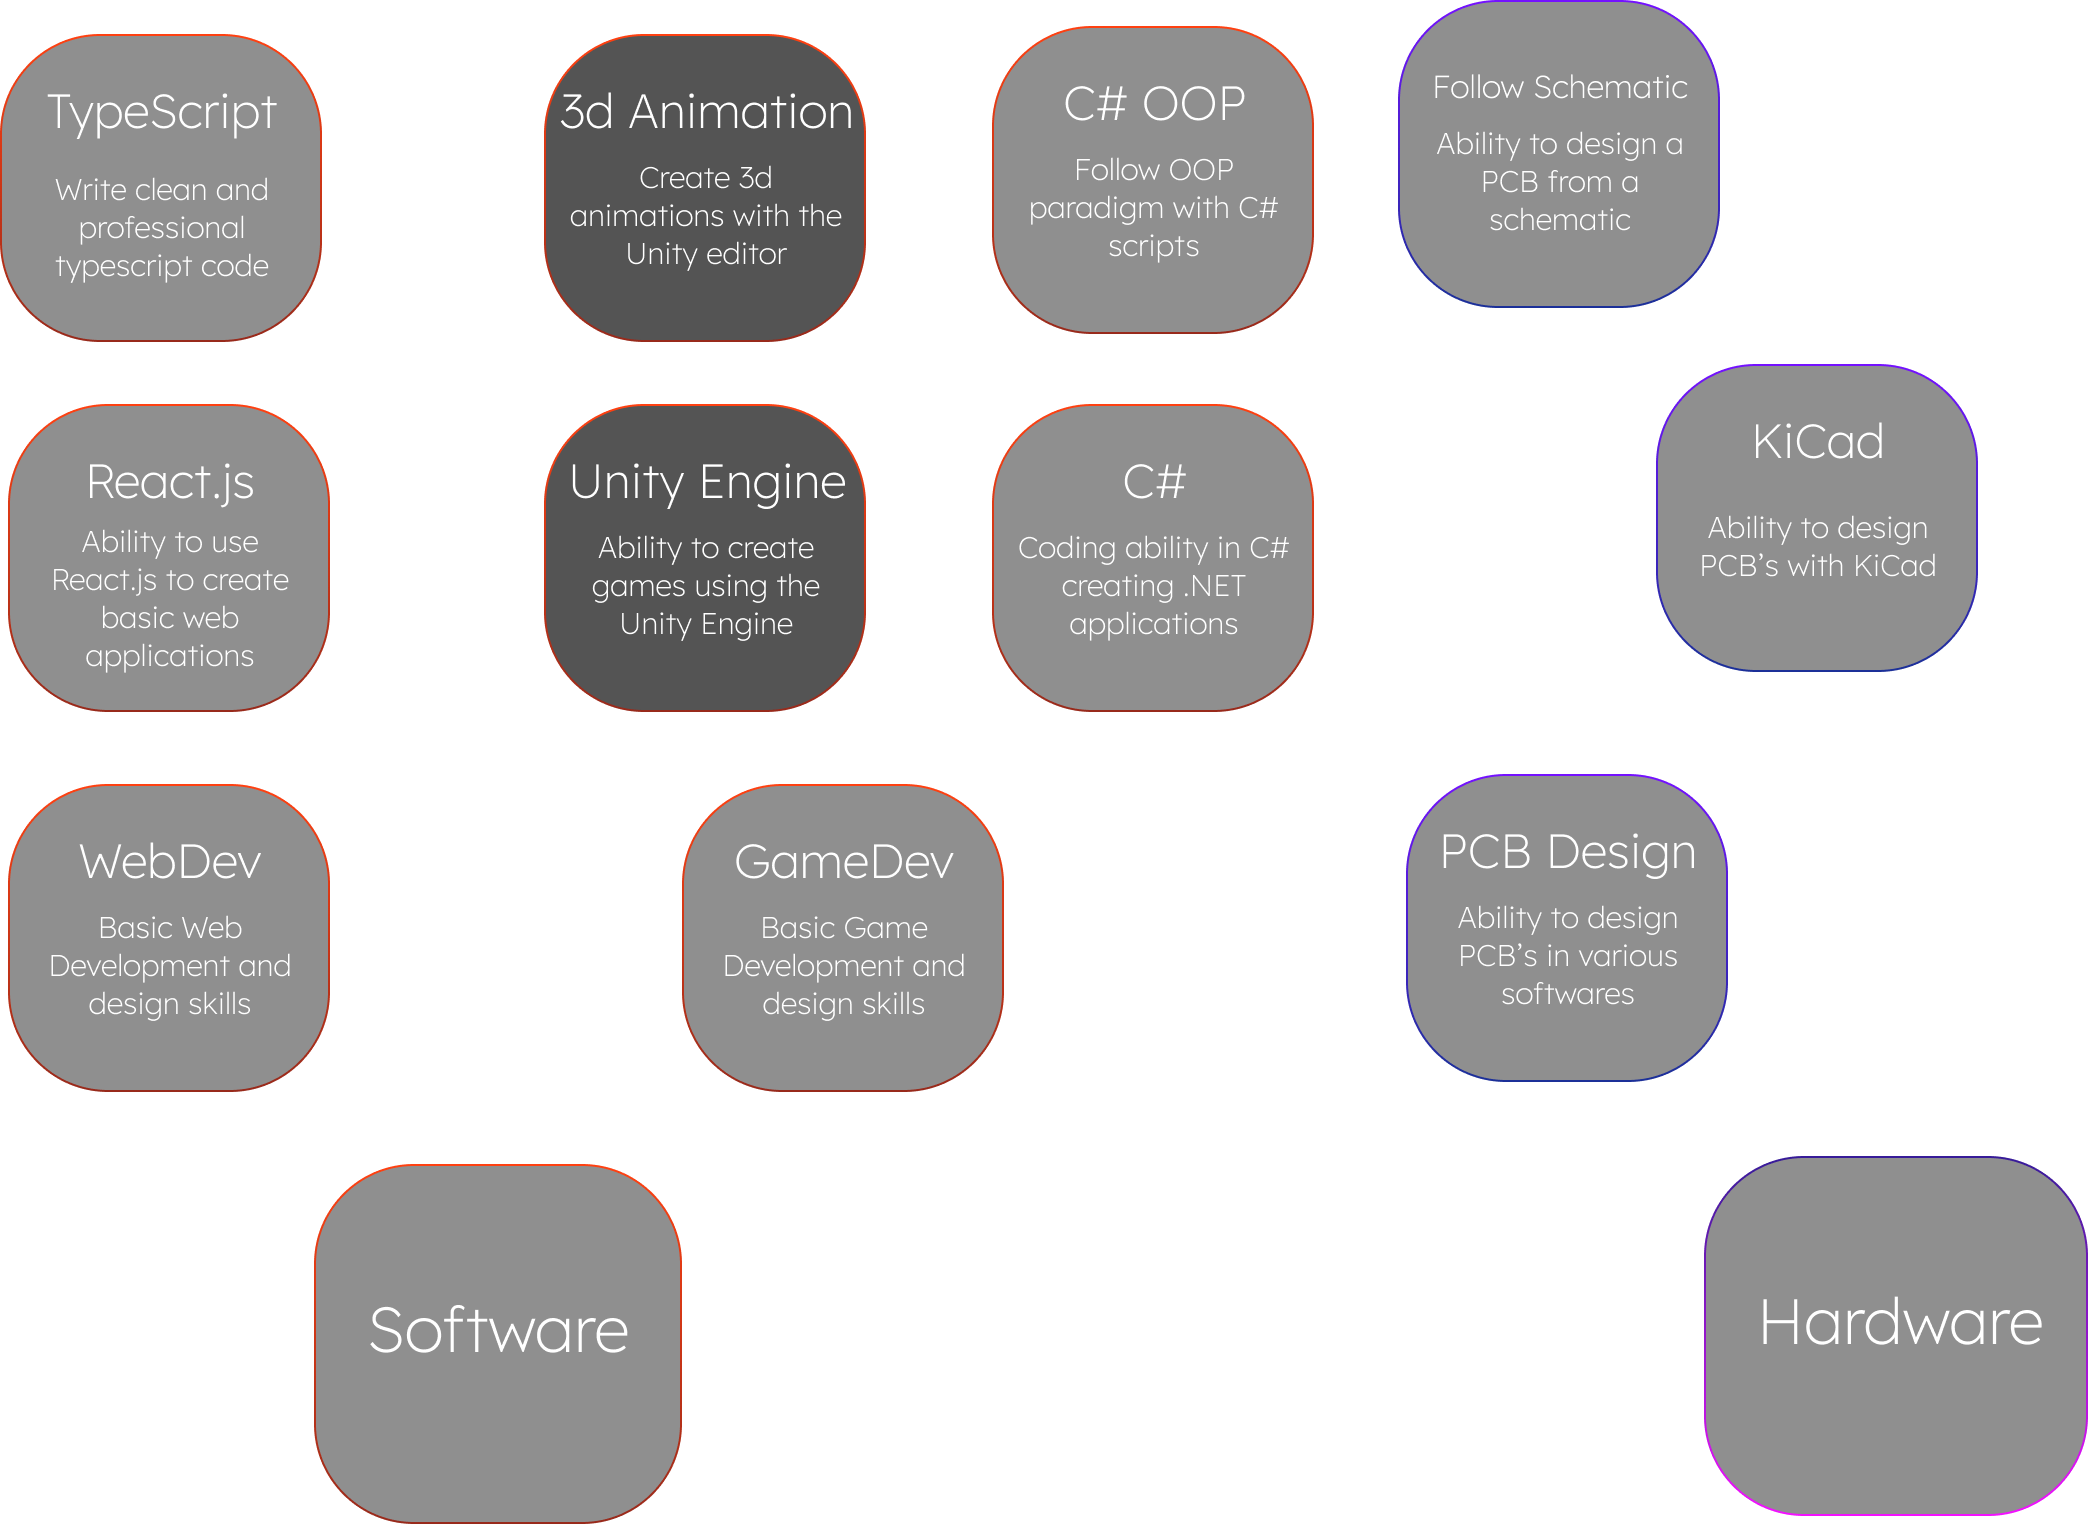 TypeScript
Write clean and
professional
typescript code
3d Animation
Create 3d
animations with the
Unity editor
C# OOP
Follow OOP
paradigm with C#
scripts
Follow Schematic
Ability to design a
PCB from a
schematic
React.js
Ability to use
React.js to create
basic web
applications
Unity Engine
Ability to create
games using the
Unity Engine
C#
Coding ability in C#
creating .NET
applications
KiCad
Ability to design
PCB’s with KiCad
WebDev
Basic Web
Development and
design skills
GameDev
Basic Game
Development and
design skills
PCB Design
Ability to design
PCB’s in various
softwares
Software
Hardware